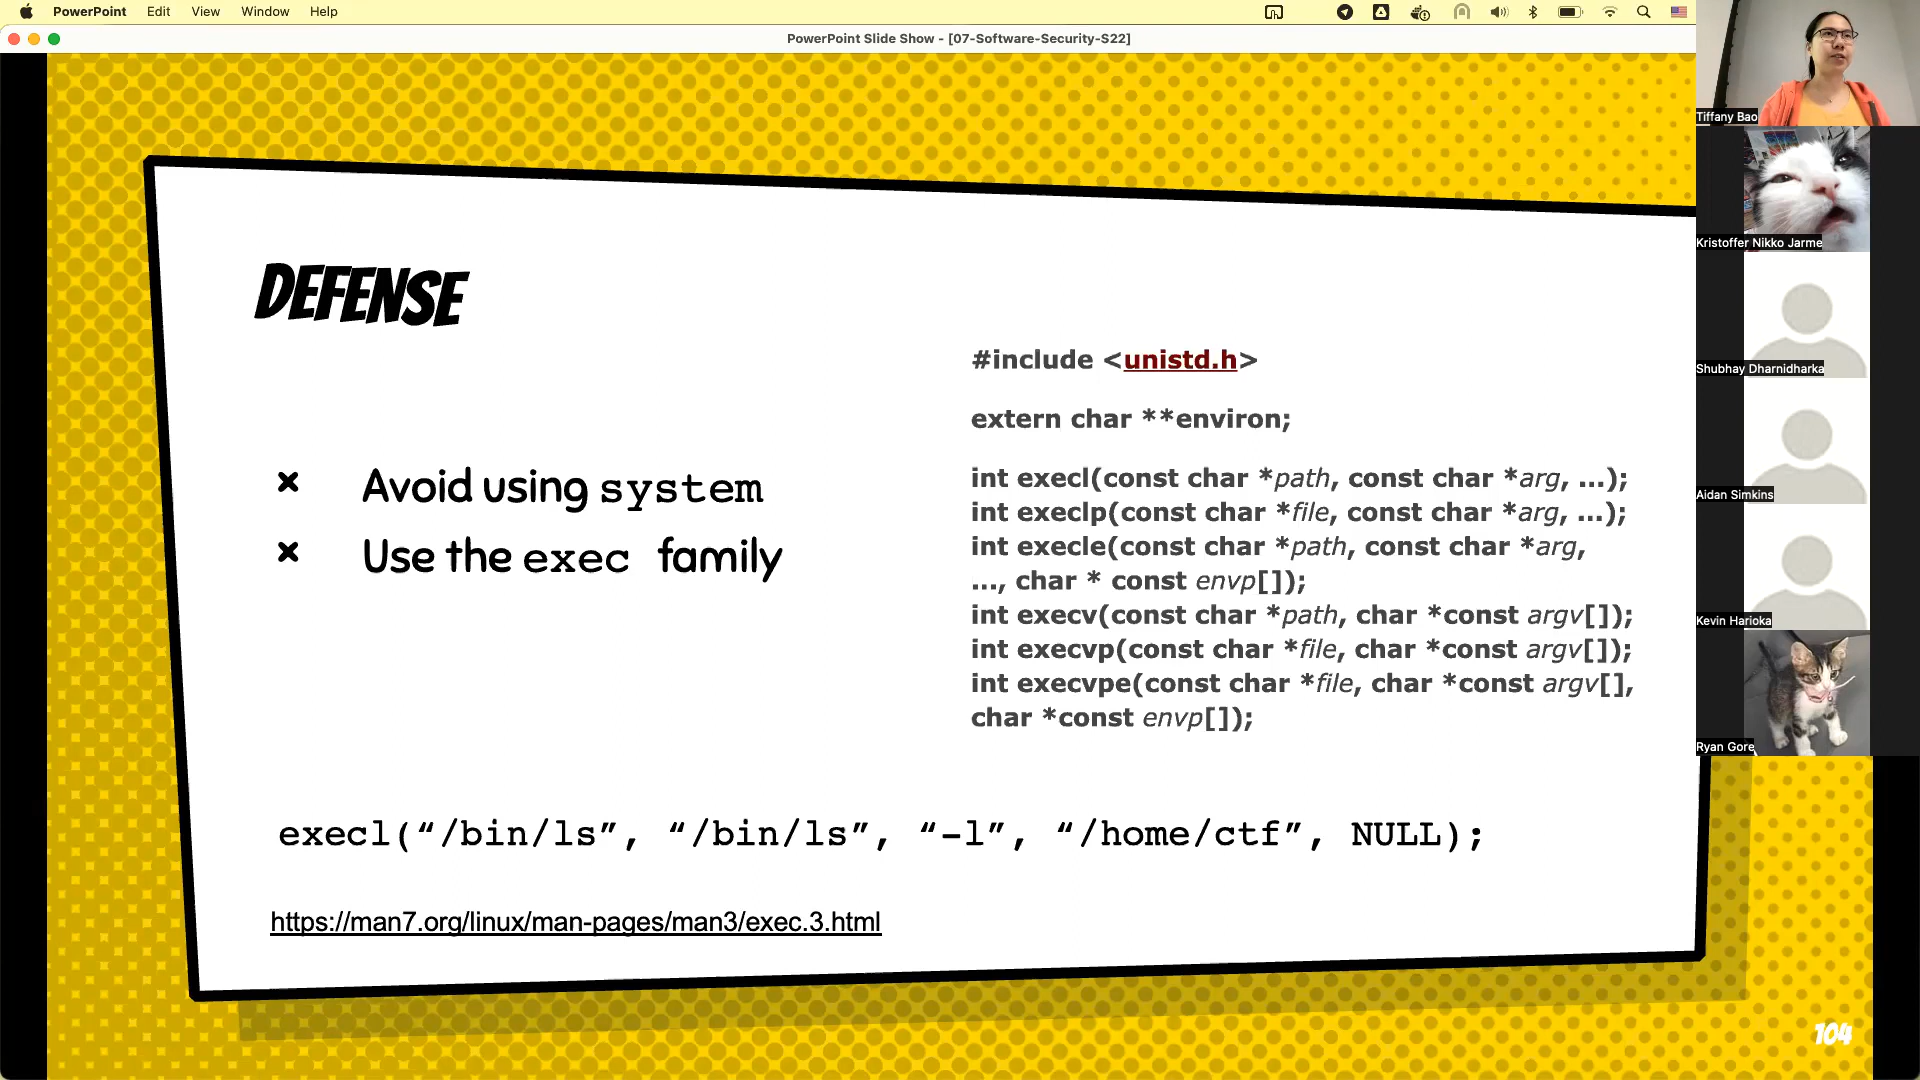 PowerPoint Edit View Window Help
PowerPoint Slide Show - [07-Software-Security-S22]
DEFENSE
× Avoid using system
× Use the exec family
#include <unistd.h>
extern char **environ;
int execl(const char *path, const char *arg, ...);
int execlp(const char *file, const char *arg, ...);
int execle(const char *path, const char *arg,
..., char * const envp[]);
int execv(const char *path, char *const argv[]);
int execvp(const char *file, char *const argv[]);
int execvpe(const char *file, char *const argv[],
char *const envp[]);
execl(“/bin/ls”, “/bin/ls”, “-l”, “/home/ctf”, NULL);
https://man7.org/linux/man-pages/man3/exec.3.html
104
Tiffany Bao
Kristoffer Nikko Jarme
Shubhay Dharnidharka
Aidan Simkins
Kevin Harioka
Ryan Gore